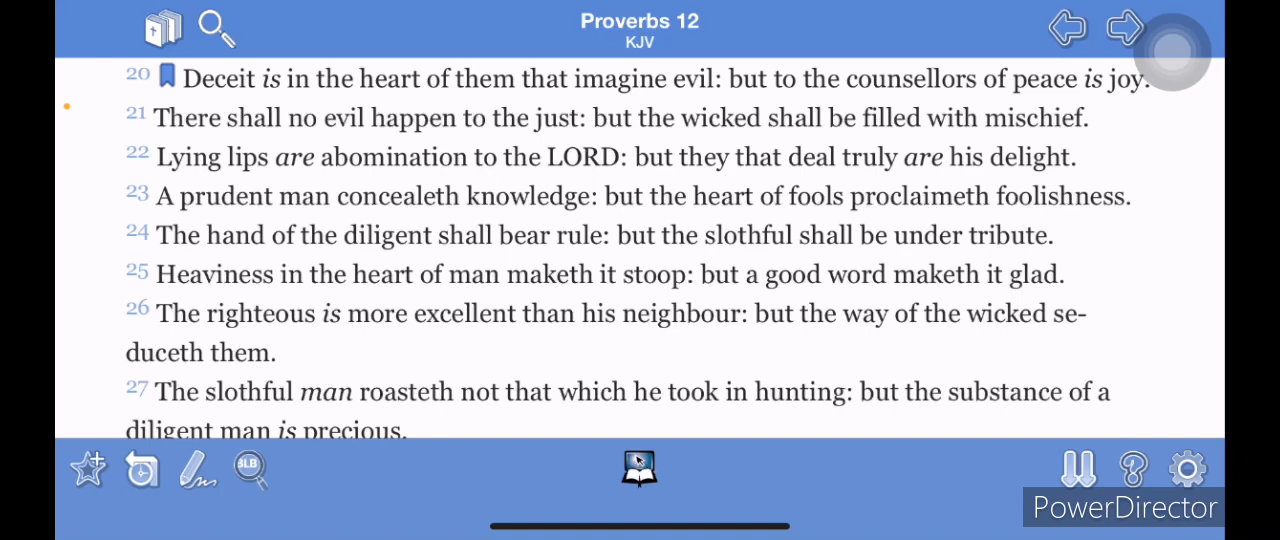 Proverbs 12
KJV
20 Deceit is in the heart of them that imagine evil: but to the counsellors of peace is joy.
21 There shall no evil happen to the just: but the wicked shall be filled with mischief.
22 Lying lips are abomination to the LORD: but they that deal truly are his delight.
23 A prudent man concealeth knowledge: but the heart of fools proclaimeth foolishness.
24 The hand of the diligent shall bear rule: but the slothful shall be under tribute.
25 Heaviness in the heart of man maketh it stoop: but a good word maketh it glad.
26 The righteous is more excellent than his neighbour: but the way of the wicked se-
duceth them.
27 The slothful man roasteth not that which he took in hunting: but the substance of a
diligent man is precious.
BLB
PowerDirector